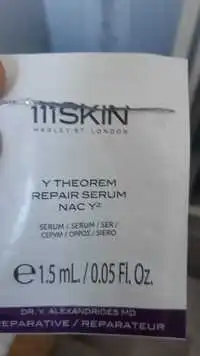 111SKIN
HARLEY ST. LONDON
Y THEOREM
REPAIR SERUM
NAC Y²
SERUM / SERUM / SER /
СЕРУМ / ΟΡΡΟΣ / SIERO
℮1.5 mL. / 0.05 Fl. Oz.
DR. Y. ALEXANDRIDES MD
REPARATIVE / RÉPARATEUR